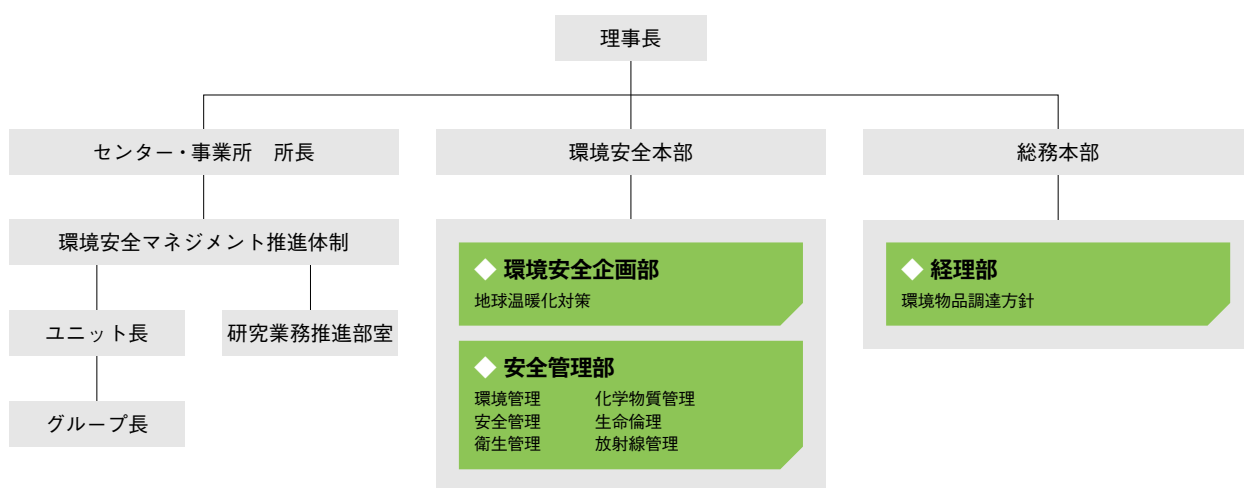 理事長
センター・事業所　所長
環境安全本部
総務本部
環境安全マネジメント推進体制
ユニット長
研究業務推進部室
グループ長
◆ 環境安全企画部
地球温暖化対策
◆ 安全管理部
環境管理　化学物質管理
安全管理　生命倫理
衛生管理　放射線管理
◆ 経理部
環境物品調達方針